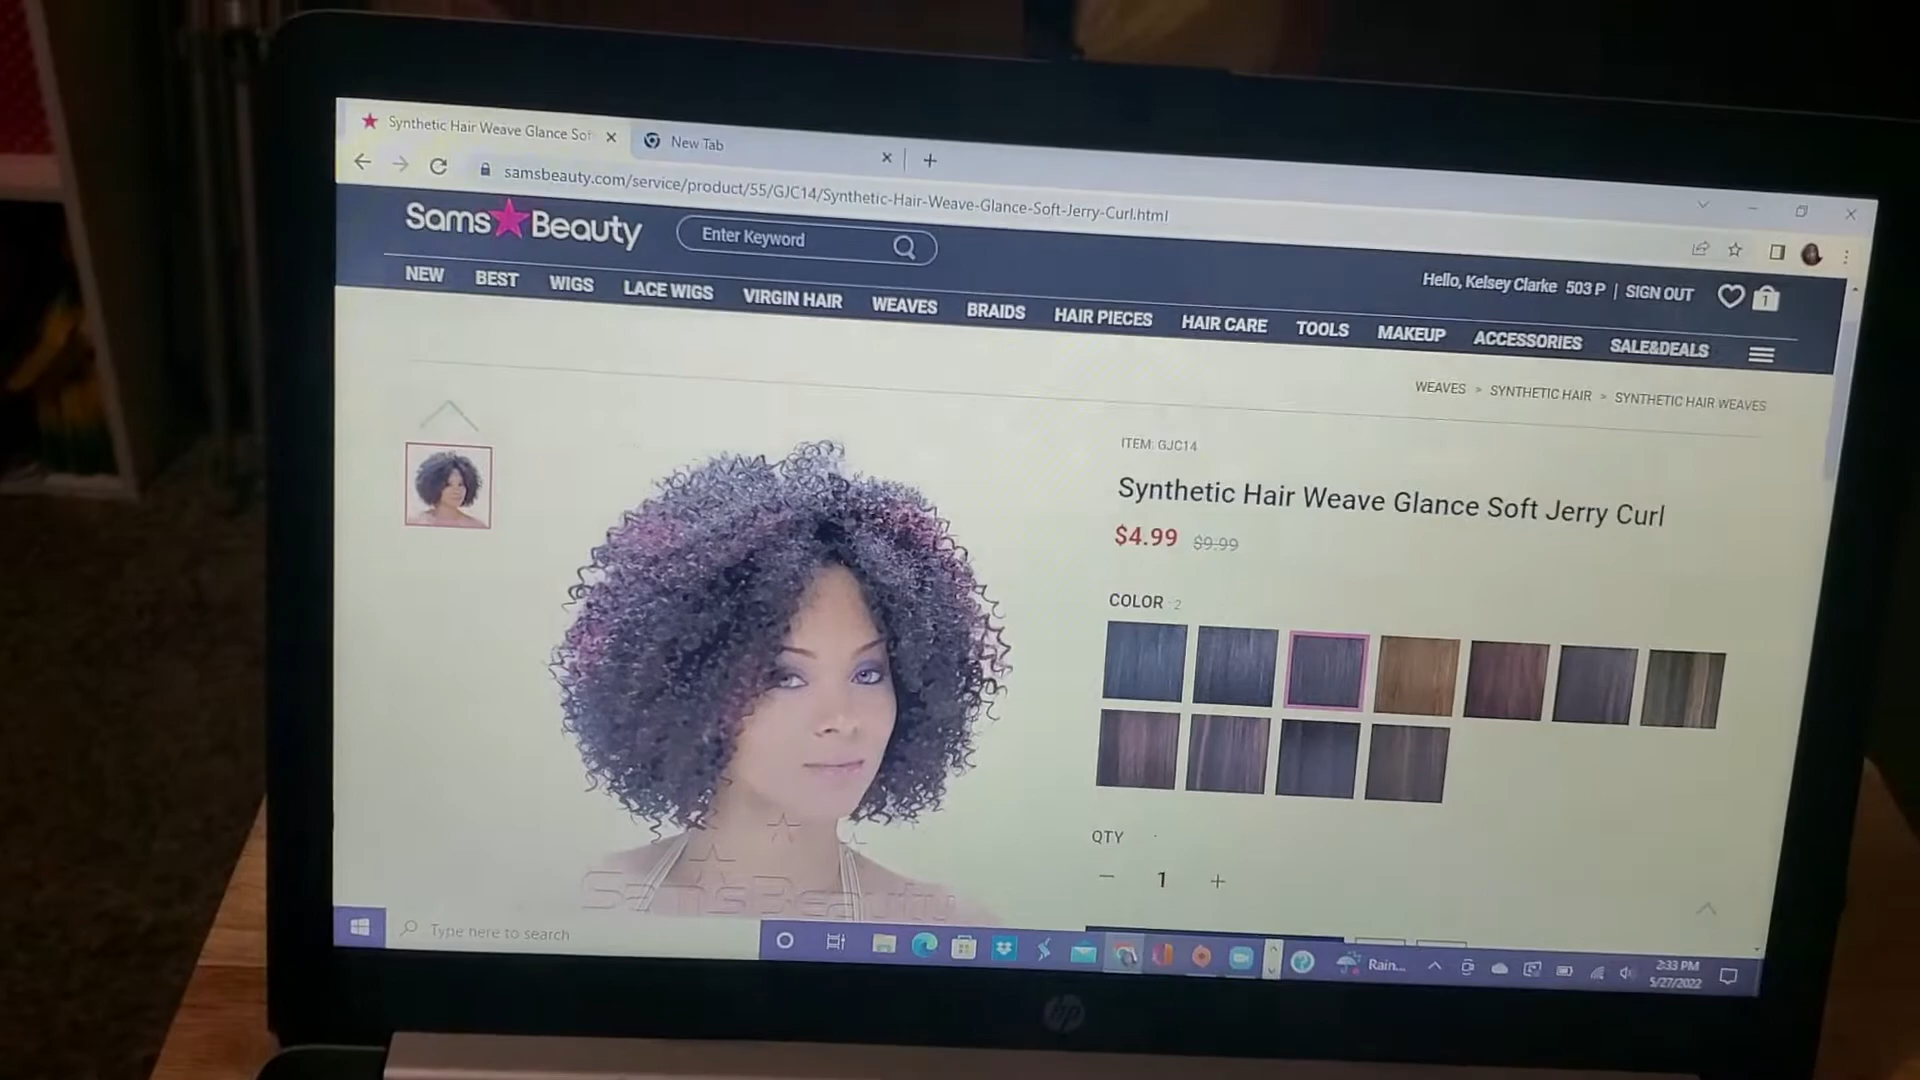 Synthetic Hair Weave Glance Sof
New Tab
samsbeauty.com/service/product/55/GJC14/Synthetic-Hair-Weave-Glance-Soft-Jerry-Curl.html
Sams Beauty
Enter Keyword
Hello, Kelsey Clarke 503 P | SIGN OUT
1
NEW BEST WIGS LACE WIGS VIRGIN HAIR WEAVES BRAIDS HAIR PIECES HAIR CARE TOOLS MAKEUP ACCESSORIES SALE&DEALS
WEAVES > SYNTHETIC HAIR > SYNTHETIC HAIR WEAVES
ITEM: GJC14
Synthetic Hair Weave Glance Soft Jerry Curl
$4.99 $9.99
COLOR : 2
QTY
− 1 +
Sam'sBeauty
Type here to search
Rain...
2:33 PM
5/27/2022
hp